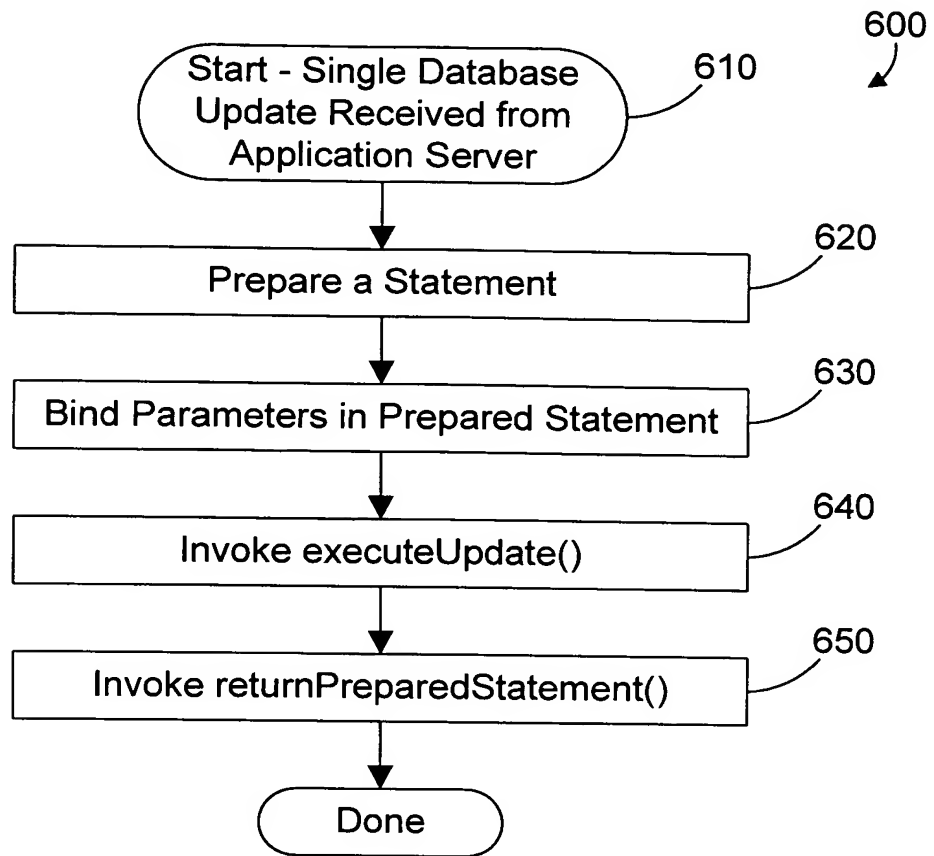 600
Start - Single Database
Update Received from
Application Server
610
620
Prepare a Statement
630
Bind Parameters in Prepared Statement
640
Invoke executeUpdate()
650
Invoke returnPreparedStatement()
Done